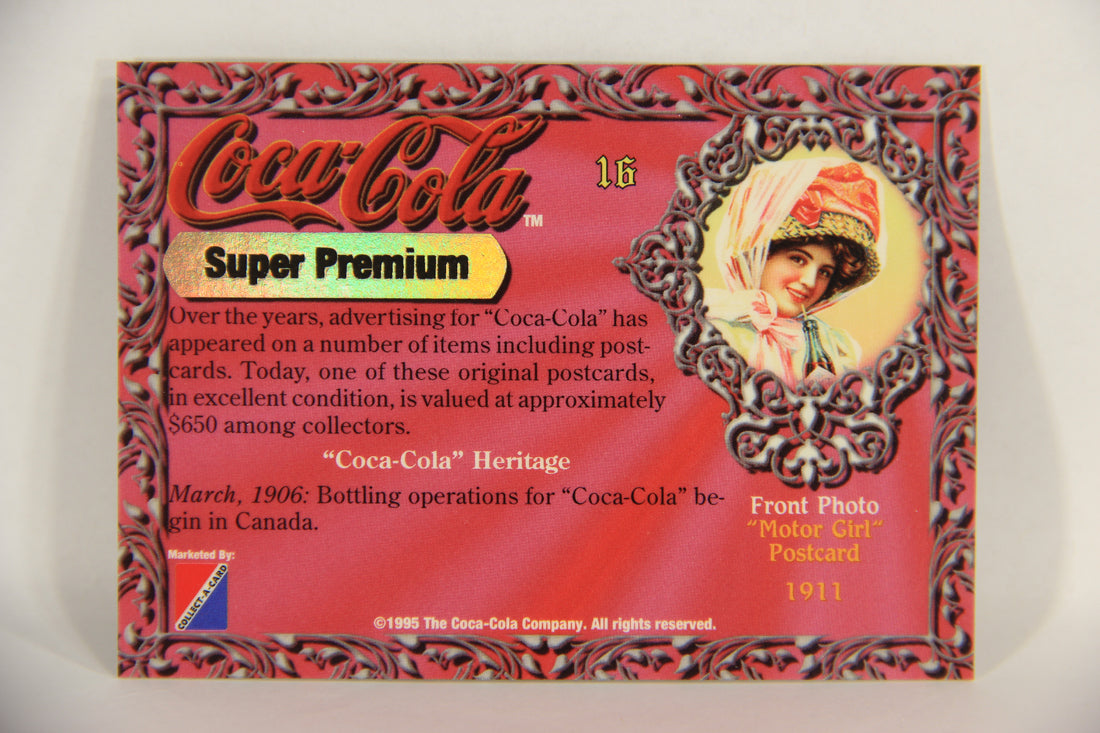 Coca-Cola TM
16
Super Premium
Over the years, advertising for “Coca-Cola” has
appeared on a number of items including post-
cards. Today, one of these original postcards,
in excellent condition, is valued at approximately
$650 among collectors.
“Coca-Cola” Heritage
March, 1906: Bottling operations for “Coca-Cola” be-
gin in Canada.
Front Photo
“Motor Girl“
Postcard
1911
Marketed By:
COLLECT-A-CARD
©1995 The Coca-Cola Company. All rights reserved.